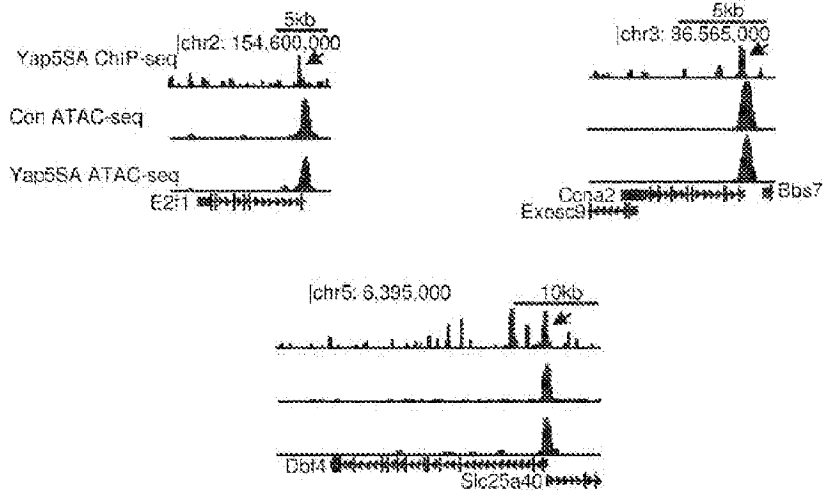 5kb
|chr2: 154,600,000
Yap5SA ChIP-seq
Con ATAC-seq
Yap5SA ATAC-seq
E2f1
5kb
|chr3: 36,565,000
Ccna2
Bbs7
Exosc9
|chr5: 8,395,000
10kb
Dbf4
Slc25a40